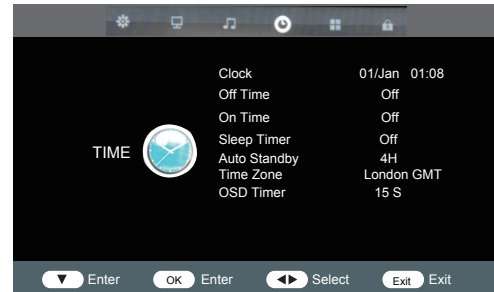 Clock 01/Jan 01:08
Off Time Off
On Time Off
Sleep Timer Off
TIME
Auto Standby 4H
Time Zone London GMT
OSD Timer 15 S
Enter OK Enter Select Exit Exit